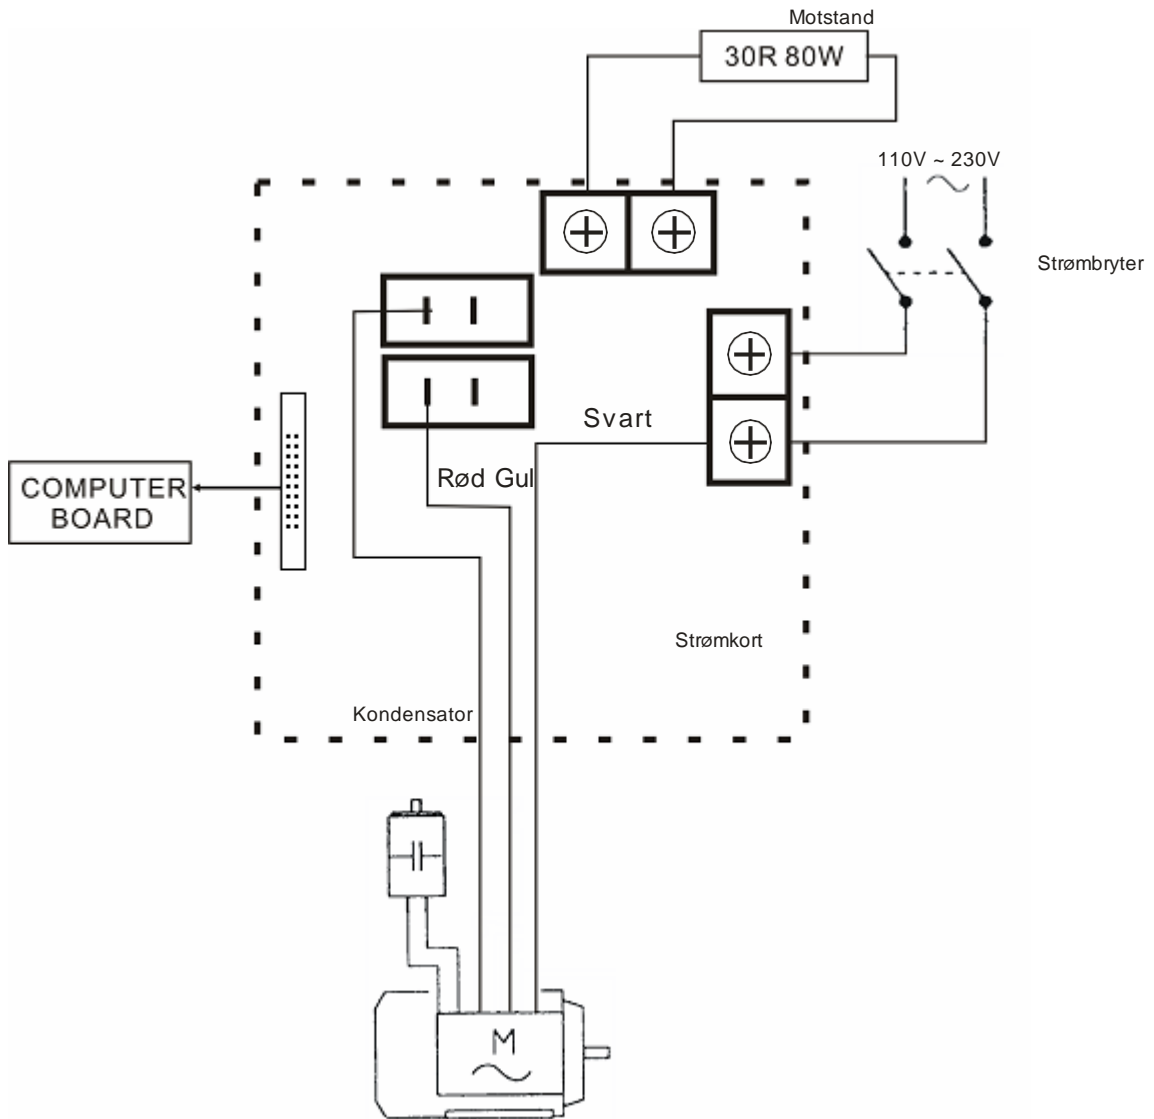 Motstand
30R 80W
110V ~ 230V
Strømbryter
Svart
Rød Gul
COMPUTER
BOARD
Strømkort
Kondensator
M